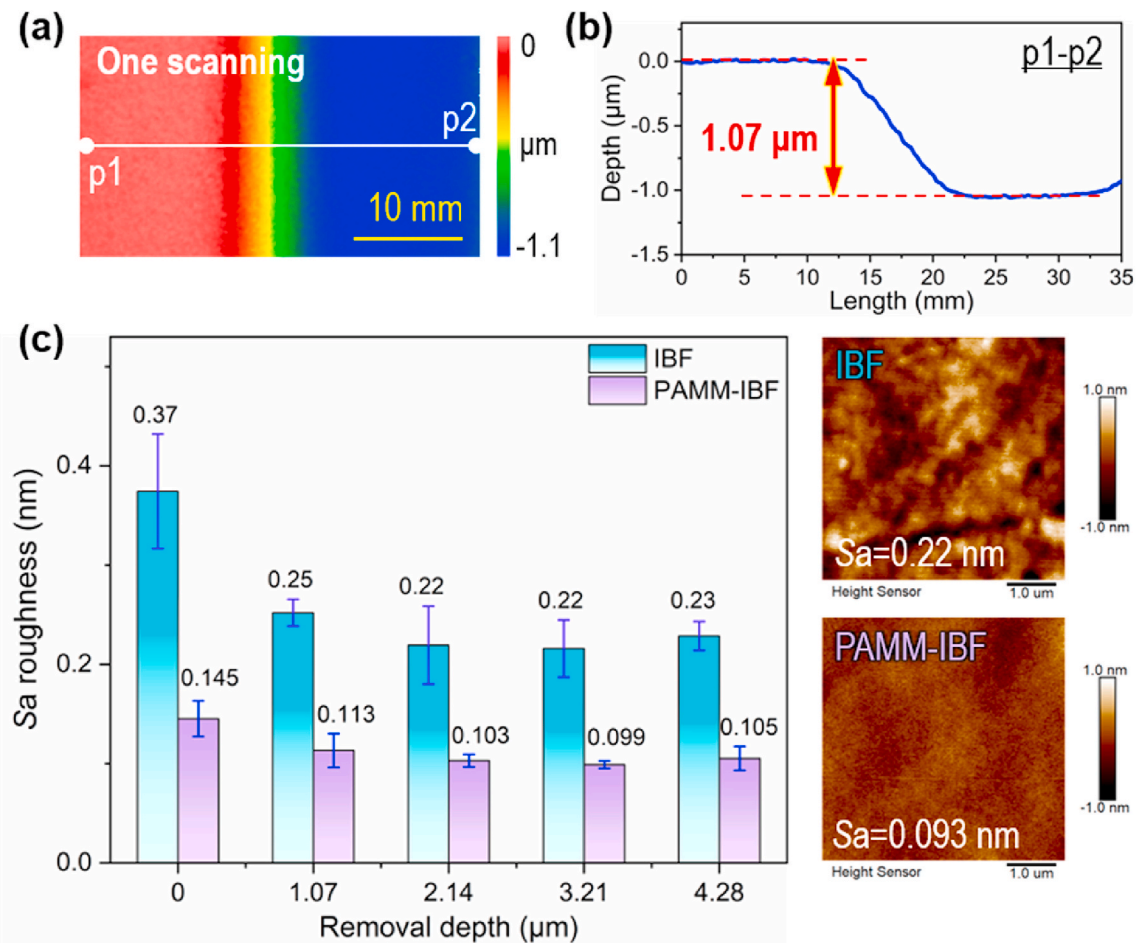 (a)
One scanning
p1
p2
10 mm
0
µm
-1.1
(b)
p1-p2
1.07 µm
Depth (µm)
0.0
-0.5
-1.0
-1.5
0 5 10 15 20 25 30 35
Length (mm)
(c)
IBF
PAMM-IBF
Sa roughness (nm)
0.4
0.2
0.0
0.37
0.145
0.25
0.113
0.22
0.103
0.22
0.099
0.23
0.105
0 1.07 2.14 3.21 4.28
Removal depth (µm)
IBF
Sa=0.22 nm
Height Sensor
1.0 um
1.0 nm
-1.0 nm
PAMM-IBF
Sa=0.093 nm
Height Sensor
1.0 um
1.0 nm
-1.0 nm